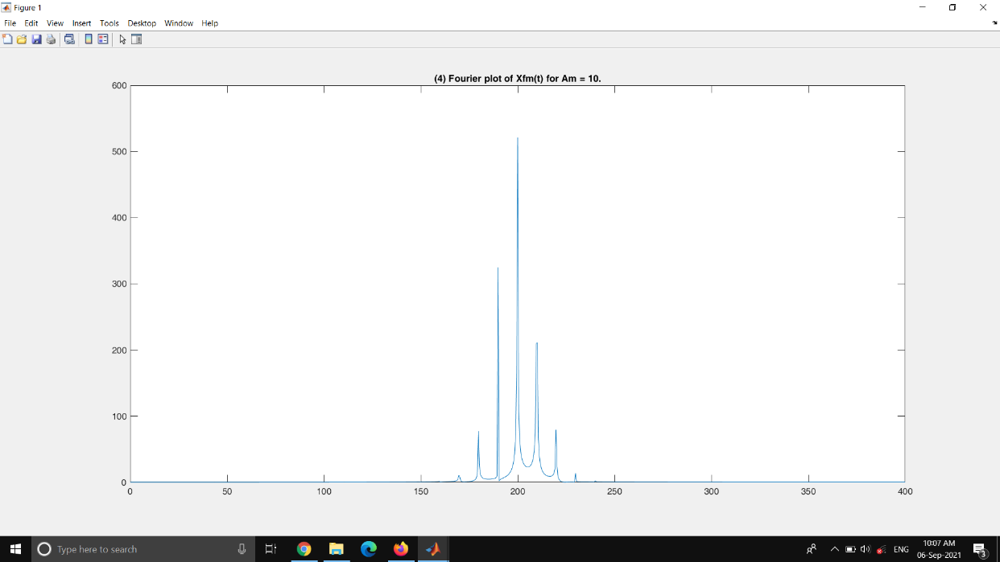 Figure 1
File Edit View Insert Tools Desktop Window Help
(4) Fourier plot of Xfm(t) for Am = 10.
600
500
400
300
200
100
0
0 50 100 150 200 250 300 350 400
Type here to search
ENG
10:07 AM
06-Sep-2021
3